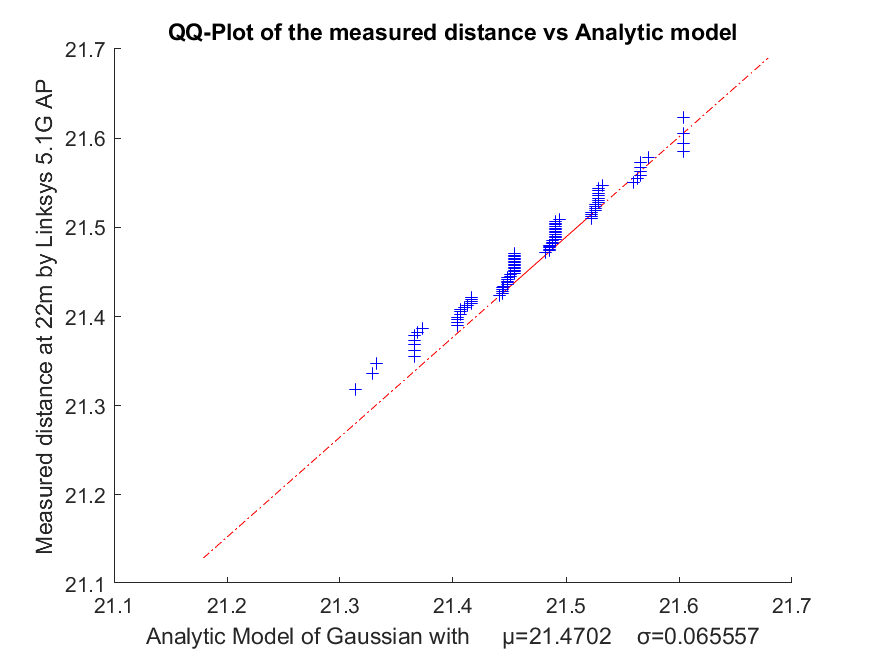 QQ-Plot of the measured distance vs Analytic model
Measured distance at 22m by Linksys 5.1G AP
21.7
21.6
21.5
21.4
21.3
21.2
21.1
21.1 21.2 21.3 21.4 21.5 21.6 21.7
Analytic Model of Gaussian with μ=21.4702 σ=0.065557